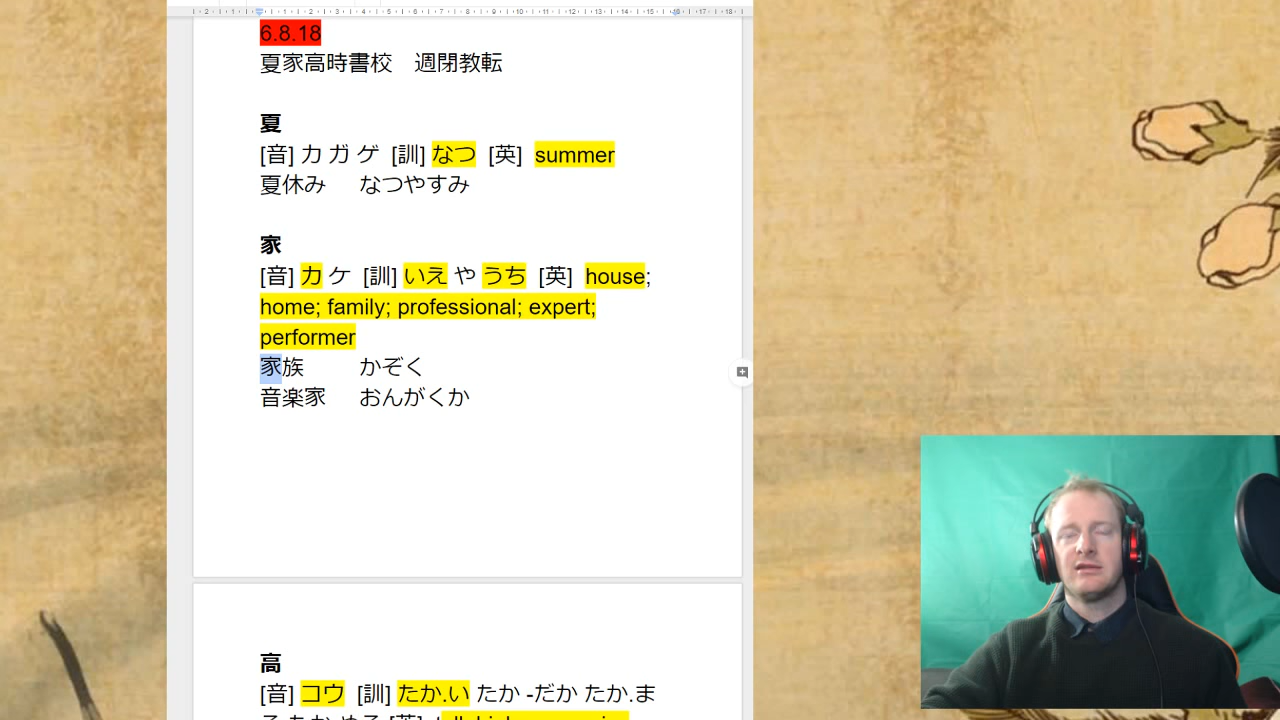 6.8.18
夏家高時書校　週閉教転
夏
[音] カ ガ ゲ [訓] なつ [英] summer
夏休み　なつやすみ
家
[音] カ ケ [訓] いえ や うち [英] house;
home; family; professional; expert;
performer
家族　かぞく
音楽家　おんがくか
高
[音] コウ [訓] たか.い たか -だか たか.ま